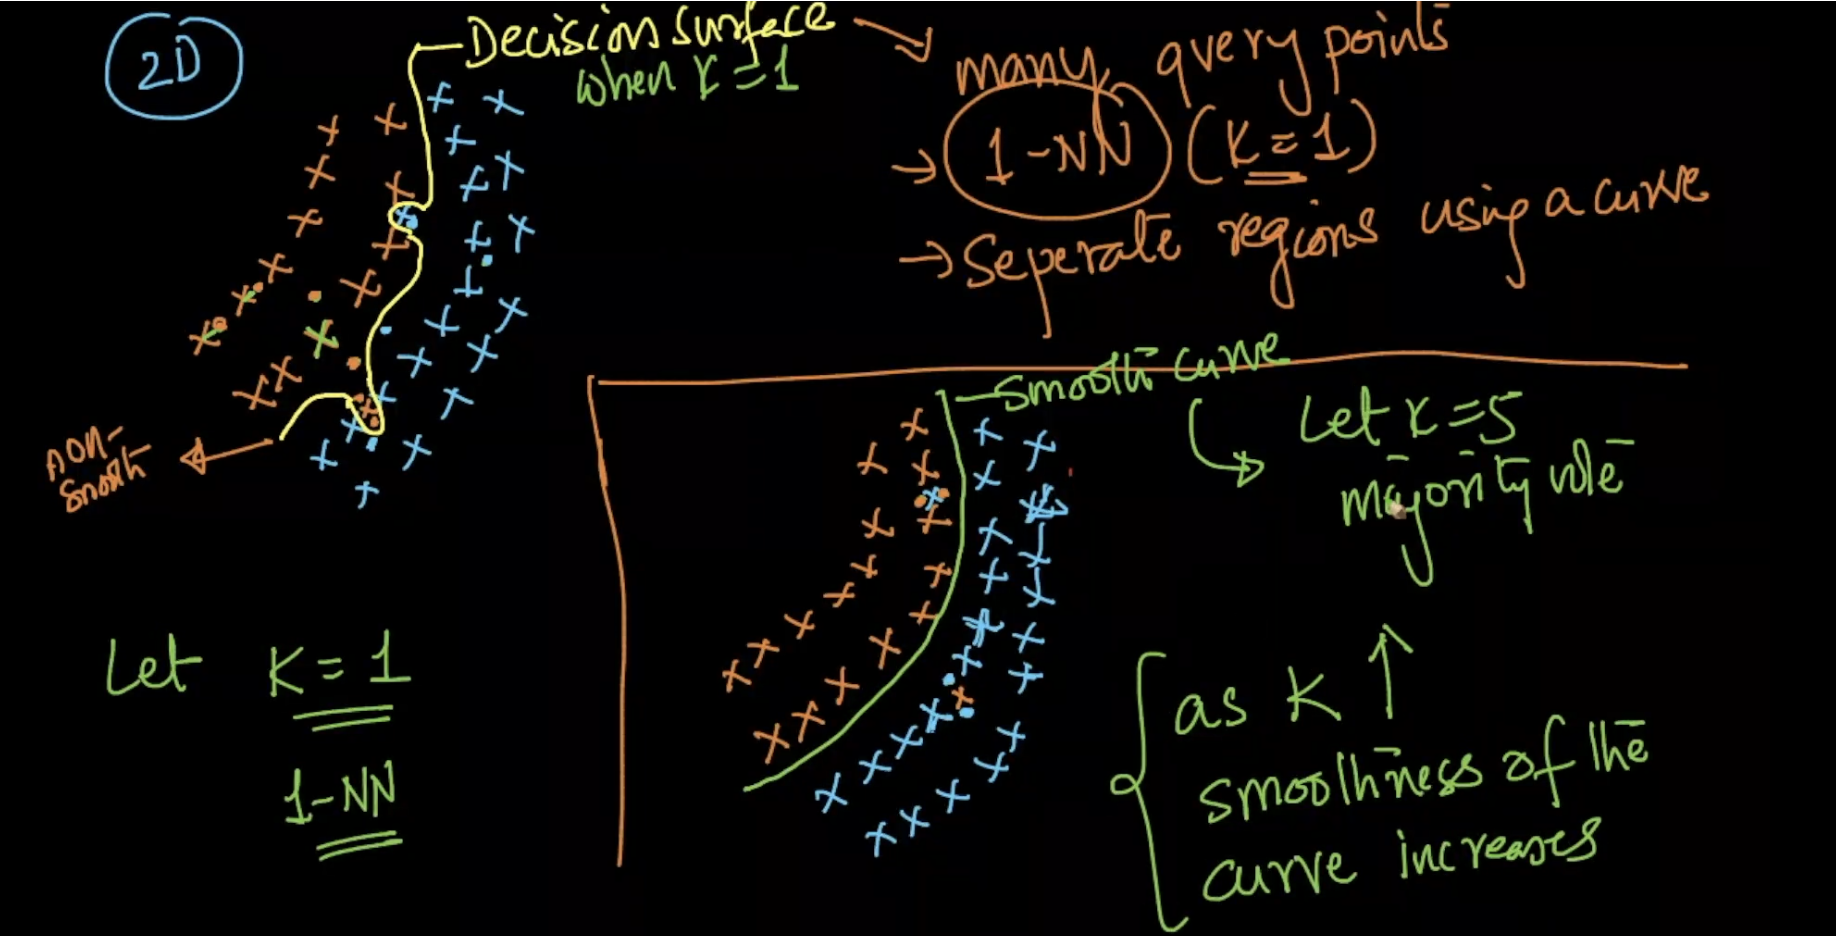 2D
Decision surface
when K=1
many query points
1-NN (K=1)
Seperate regions using a curve
non-
smooth
Let K=1
1-NN
smooth curve
Let K=5
majority vote
as K ↑
smoothness of the
curve increases